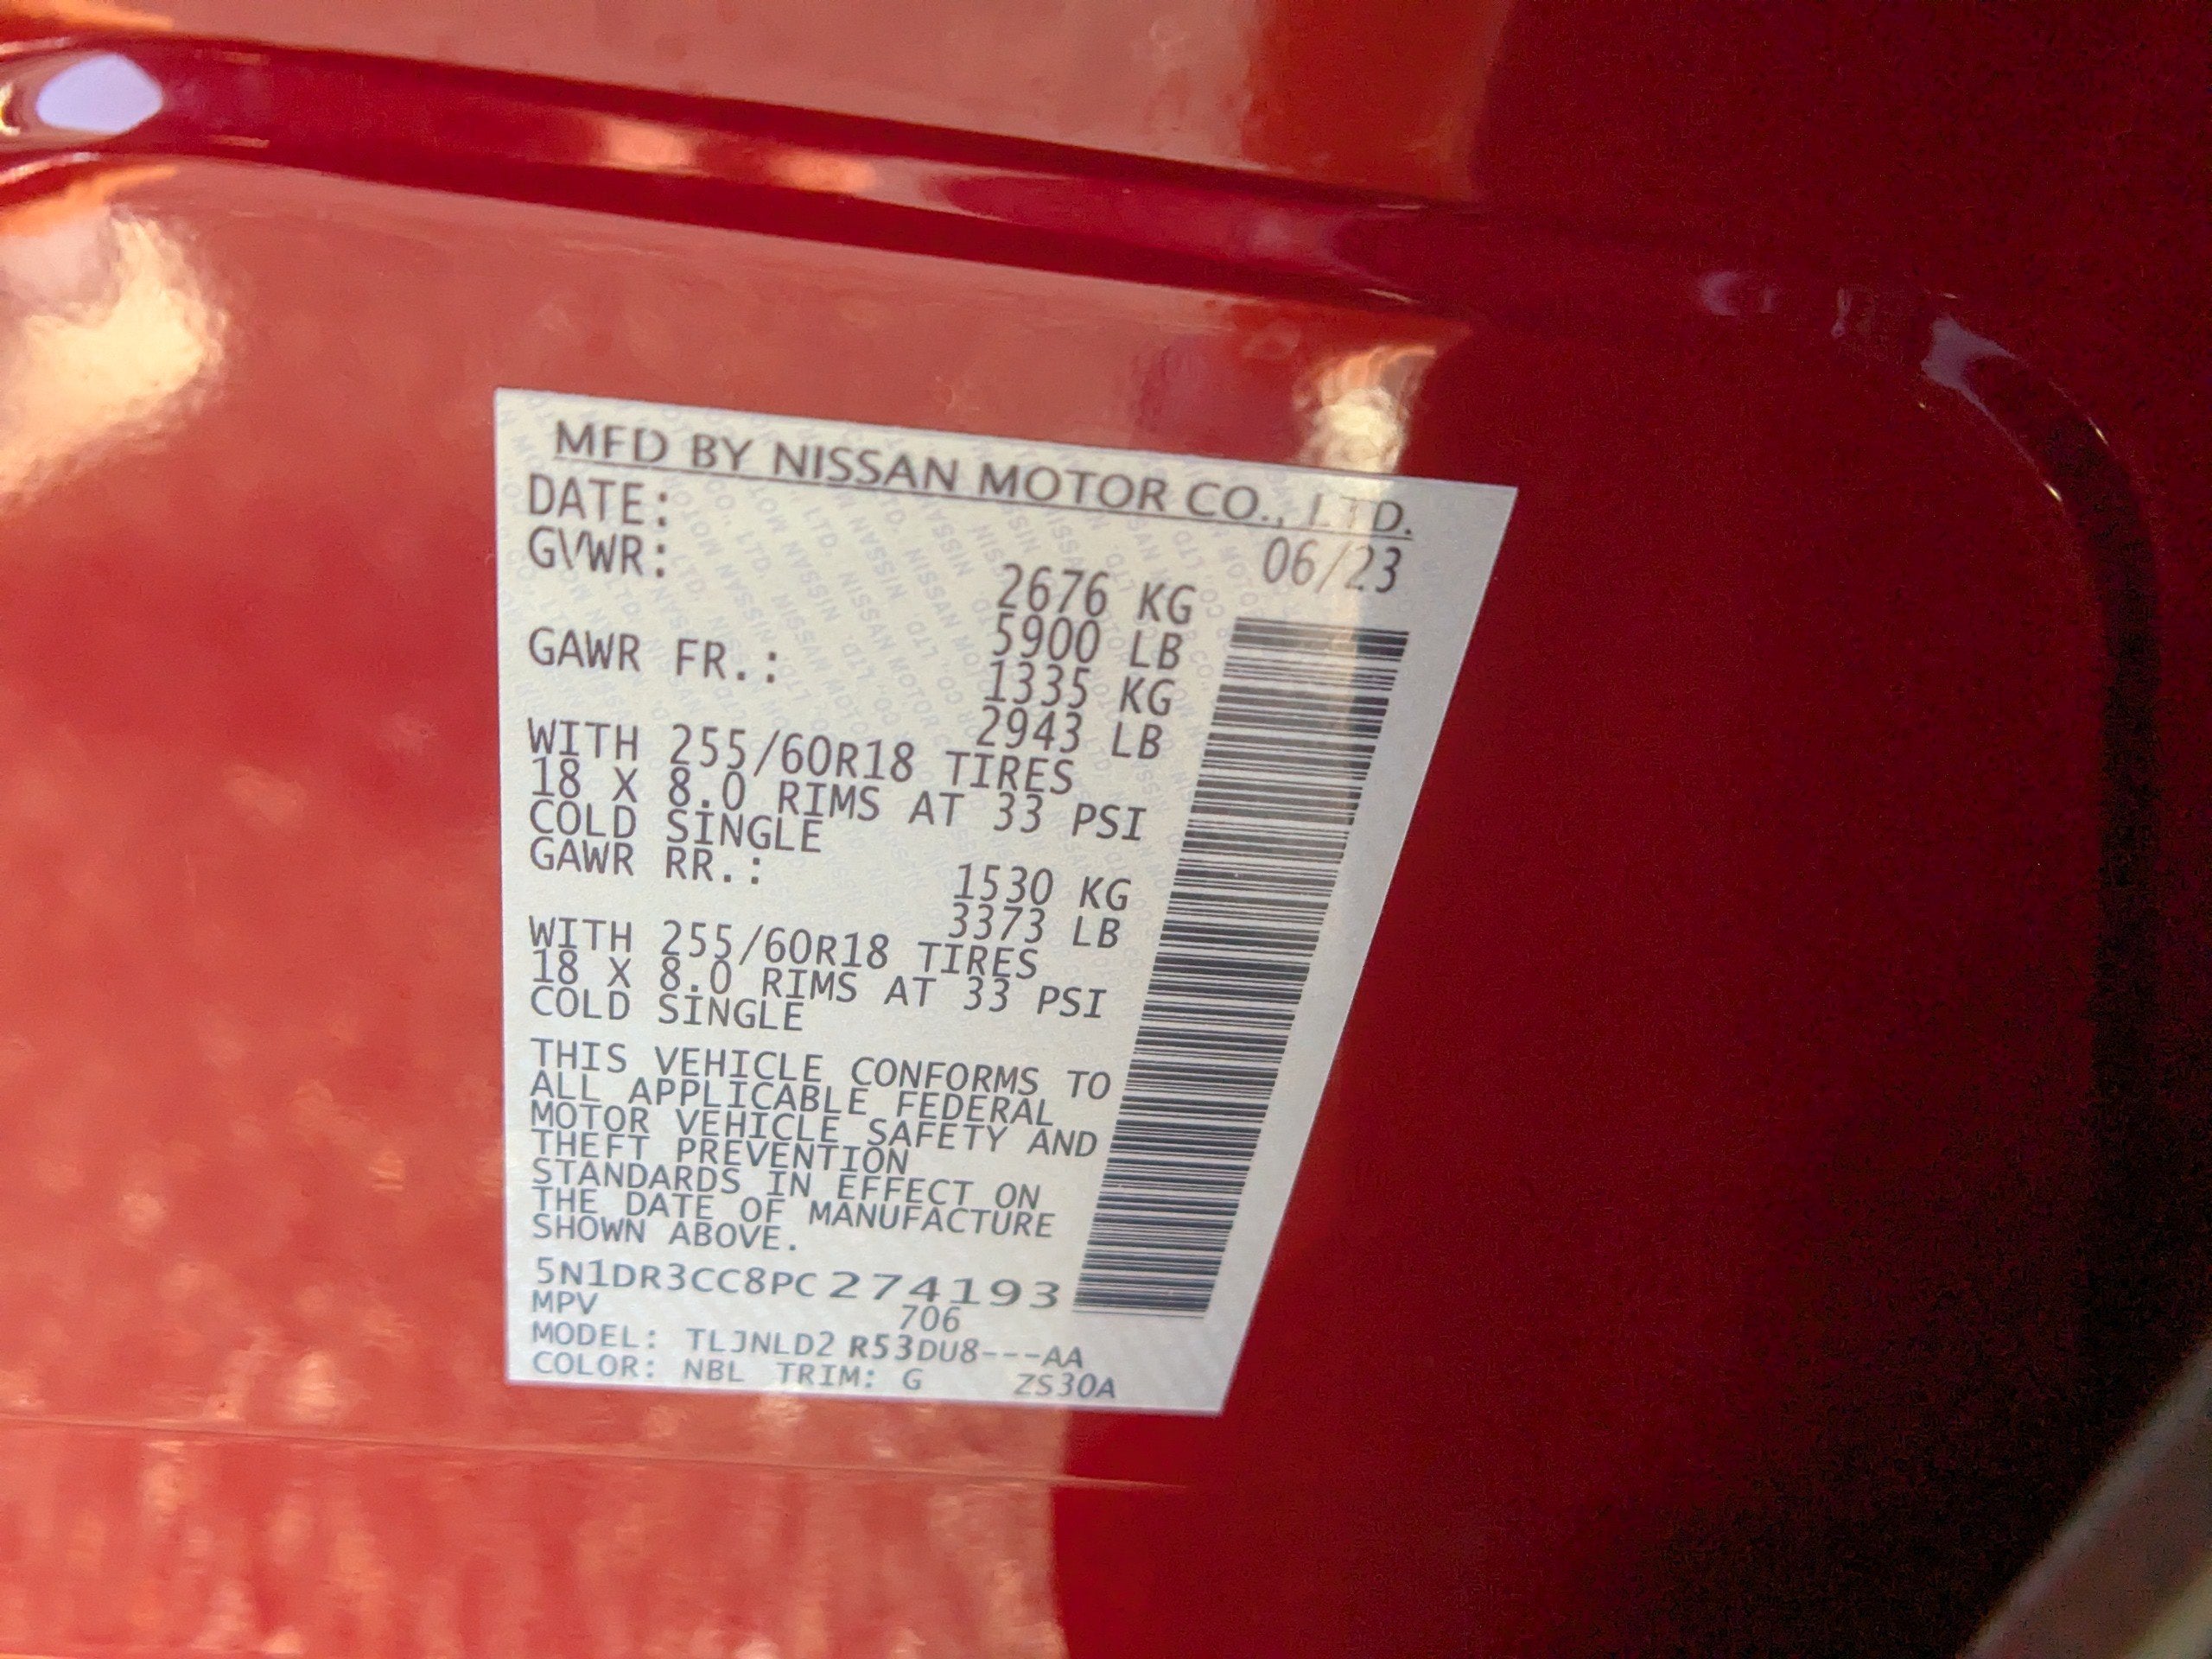 MFD BY NISSAN MOTOR CO., LTD.
DATE: 06/23
GVWR: 2676 KG
5900 LB
GAWR FR.: 1335 KG
2943 LB
WITH 255/60R18 TIRES
18 X 8.0 RIMS AT 33 PSI
COLD SINGLE
GAWR RR.: 1530 KG
3373 LB
WITH 255/60R18 TIRES
18 X 8.0 RIMS AT 33 PSI
COLD SINGLE
THIS VEHICLE CONFORMS TO
ALL APPLICABLE FEDERAL
MOTOR VEHICLE SAFETY AND
THEFT PREVENTION
STANDARDS IN EFFECT ON
THE DATE OF MANUFACTURE
SHOWN ABOVE.
5N1DR3CC8PC274193
MPV 706
MODEL: TLJNLD2 R53DU8---AA
COLOR: NBL TRIM: G ZS30A